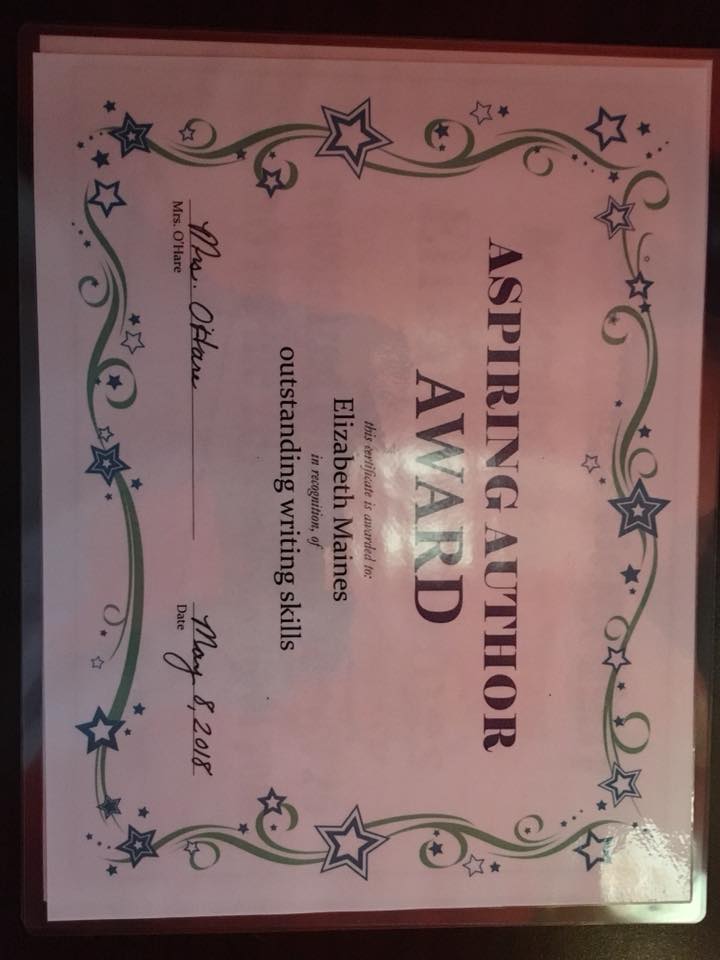 ASPIRING AUTHOR
AWARD
this certificate is awarded to:
Elizabeth Maines
in recognition, of
outstanding writing skills
Mrs. O'Hare
Mrs. O'Hare
May 8, 2018
Date